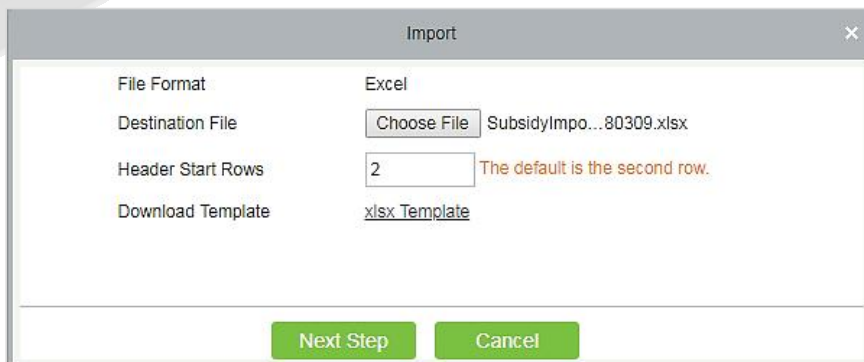 Import
File Format Excel
Destination File Choose File SubsidyImpo...80309.xlsx
Header Start Rows 2 The default is the second row.
Download Template xlsx Template
Next Step Cancel